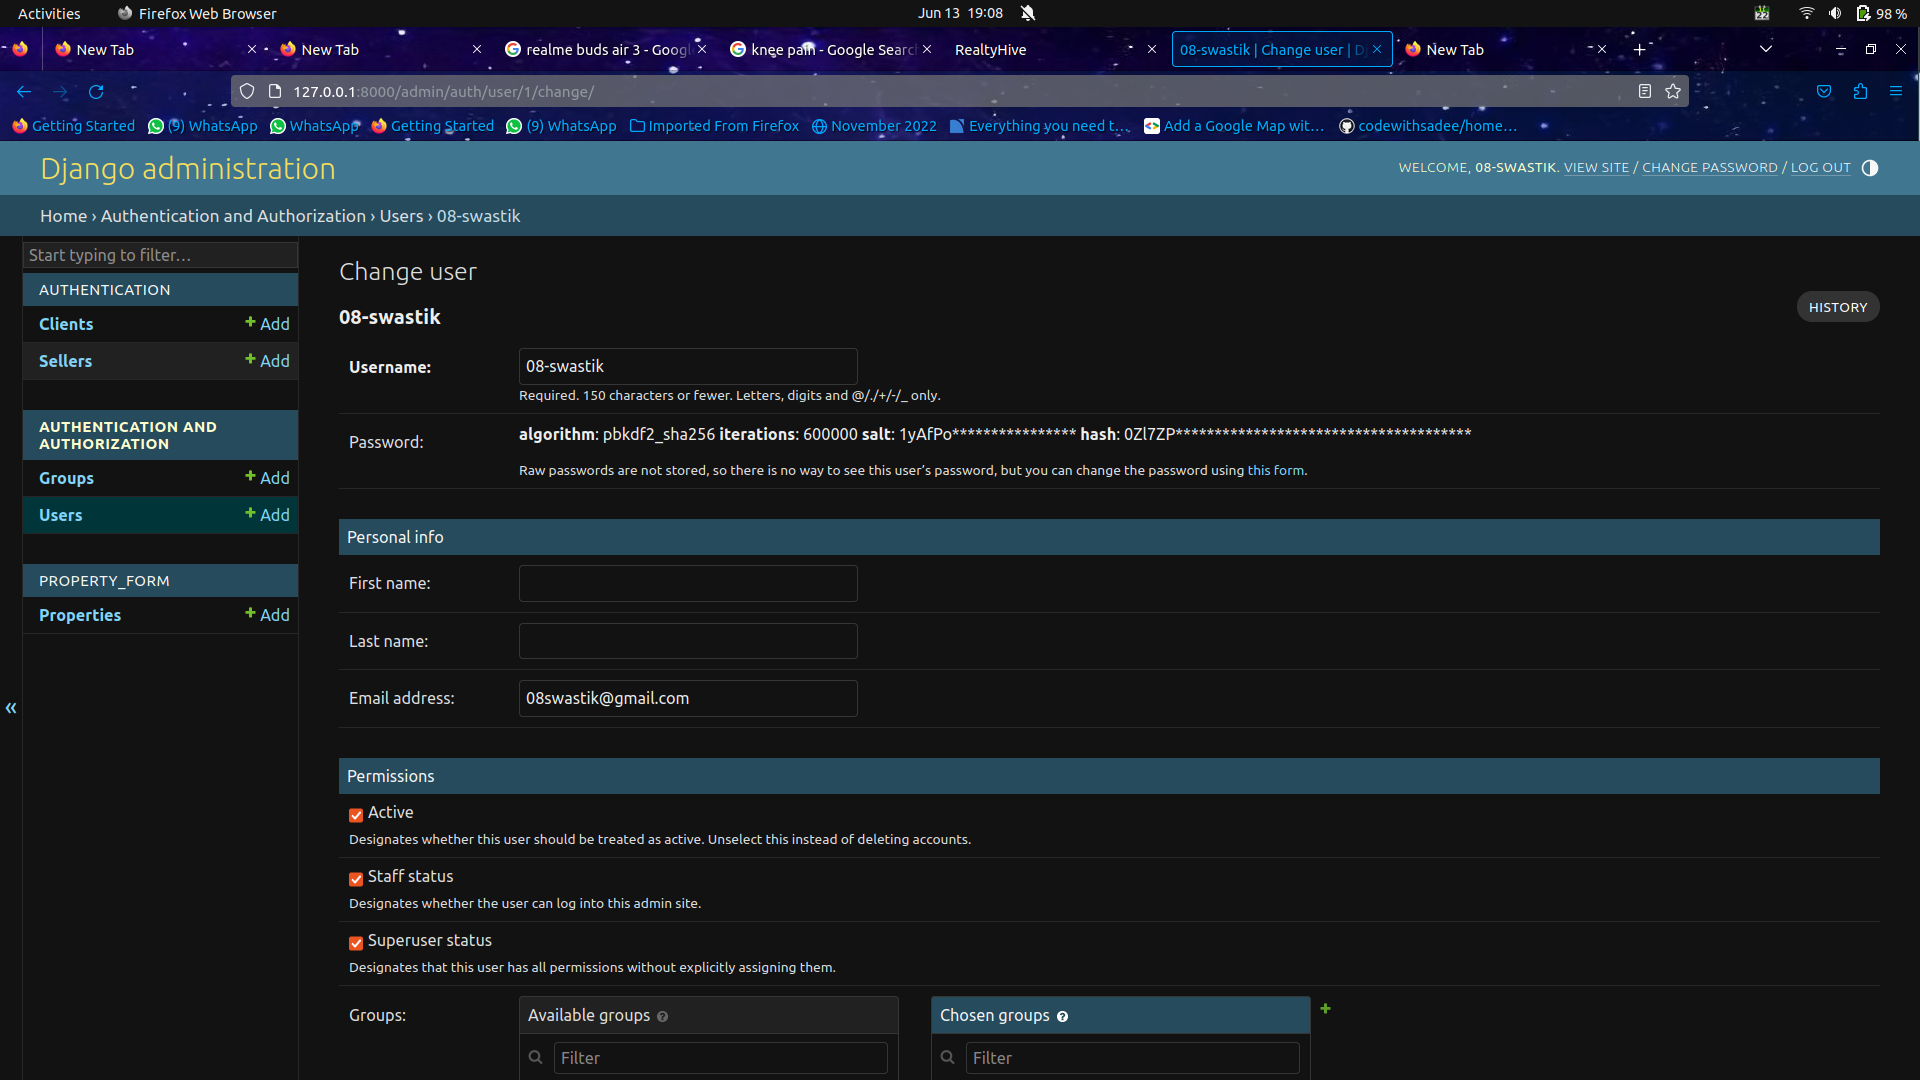 Activities Firefox Web Browser Jun 13 19:08 22 98 %
New Tab New Tab realme buds air 3 - Googl knee pain - Google Searc RealtyHive 08-swastik | Change user | Dj New Tab
127.0.0.1:8000/admin/auth/user/1/change/
Getting Started (9) WhatsApp WhatsApp Getting Started (9) WhatsApp Imported From Firefox November 2022 Everything you need t… Add a Google Map wit… codewithsadee/home…
Django administration
WELCOME, 08-SWASTIK. VIEW SITE / CHANGE PASSWORD / LOG OUT
Home › Authentication and Authorization › Users › 08-swastik
Start typing to filter…
AUTHENTICATION
Clients + Add
Sellers + Add
AUTHENTICATION AND
AUTHORIZATION
Groups + Add
Users + Add
PROPERTY_FORM
Properties + Add
«
Change user
08-swastik
HISTORY
Username: 08-swastik
Required. 150 characters or fewer. Letters, digits and @/./+/-/_ only.
Password: algorithm: pbkdf2_sha256 iterations: 600000 salt: 1yAfPo**************** hash: 0Zl7ZP**************************************
Raw passwords are not stored, so there is no way to see this user’s password, but you can change the password using this form.
Personal info
First name:
Last name:
Email address: 08swastik@gmail.com
Permissions
Active
Designates whether this user should be treated as active. Unselect this instead of deleting accounts.
Staff status
Designates whether the user can log into this admin site.
Superuser status
Designates that this user has all permissions without explicitly assigning them.
Groups: Available groups ? Chosen groups ? +
Filter Filter